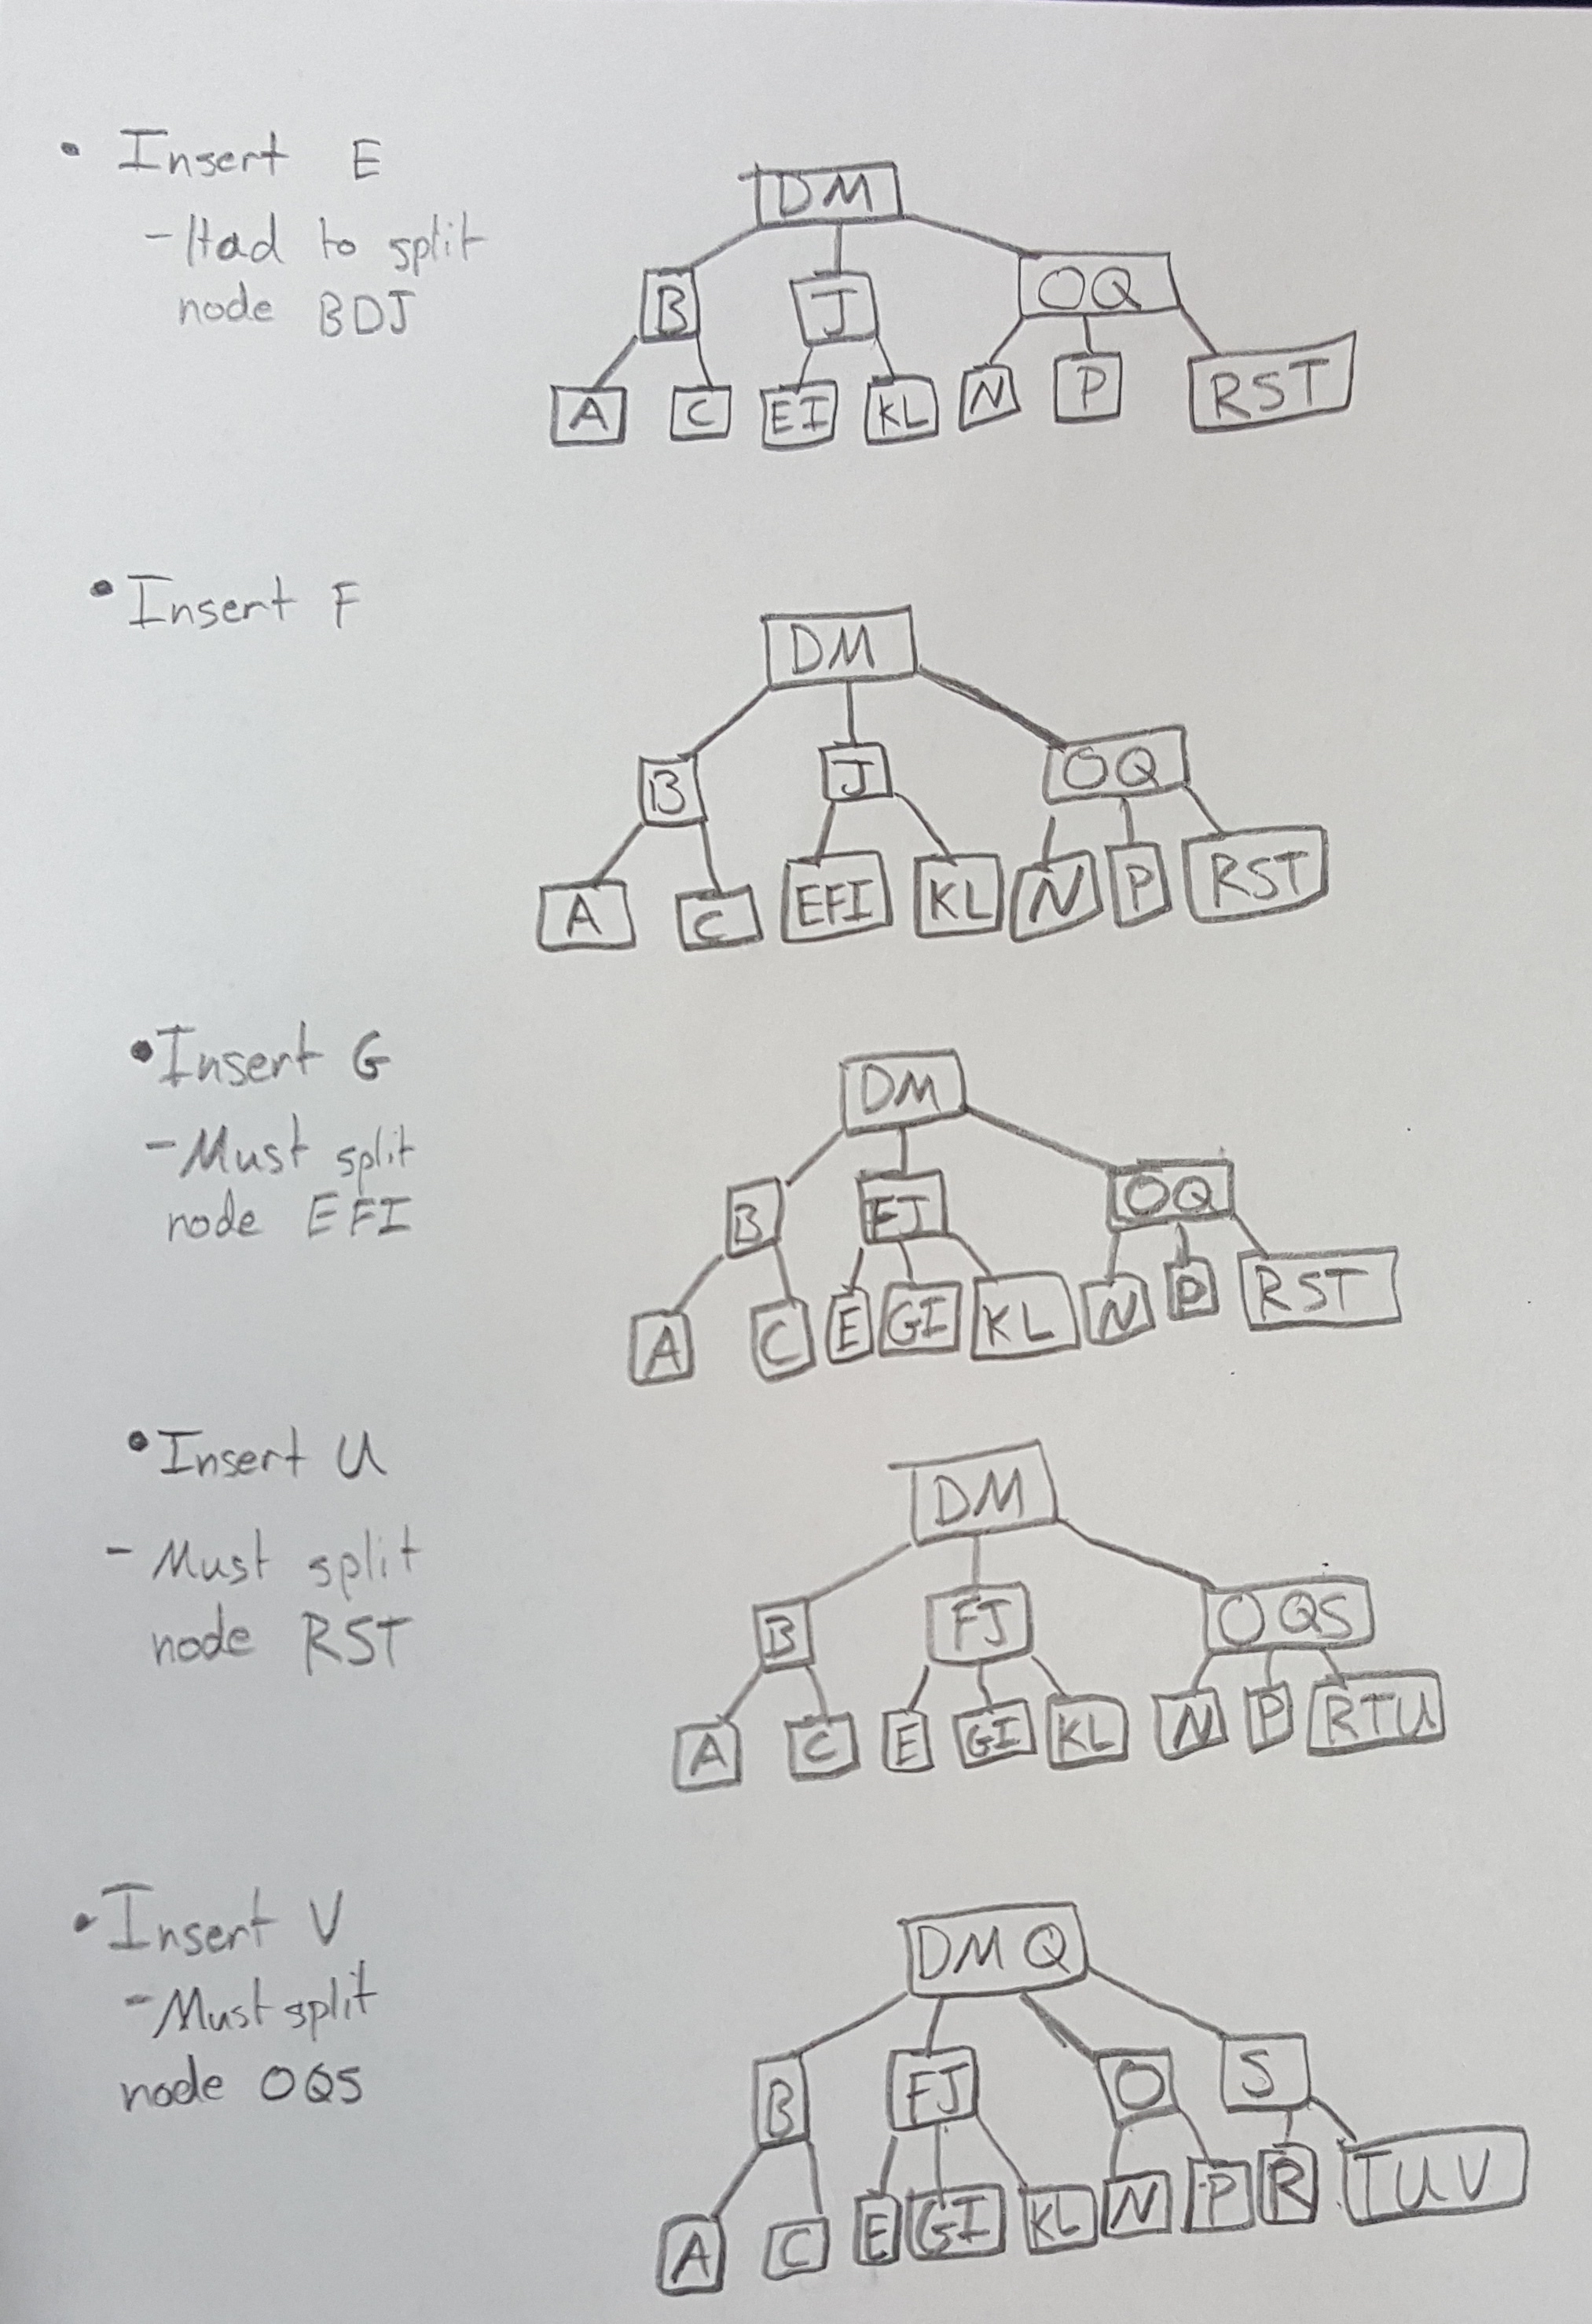 • Insert E
- Had to split
node BDJ
DM
B J OQ
A C EI KL N P RST
• Insert F
DM
B J OQ
A C EFI KL N P RST
• Insert G
- Must split
node EFI
DM
B FJ OQ
A C E GI KL N P RST
• Insert U
- Must split
node RST
DM
B FJ OQS
A C E GI KL N P RTU
• Insert V
- Must split
node OQS
DMQ
B FJ O S
A C E GI KL N P R TUV